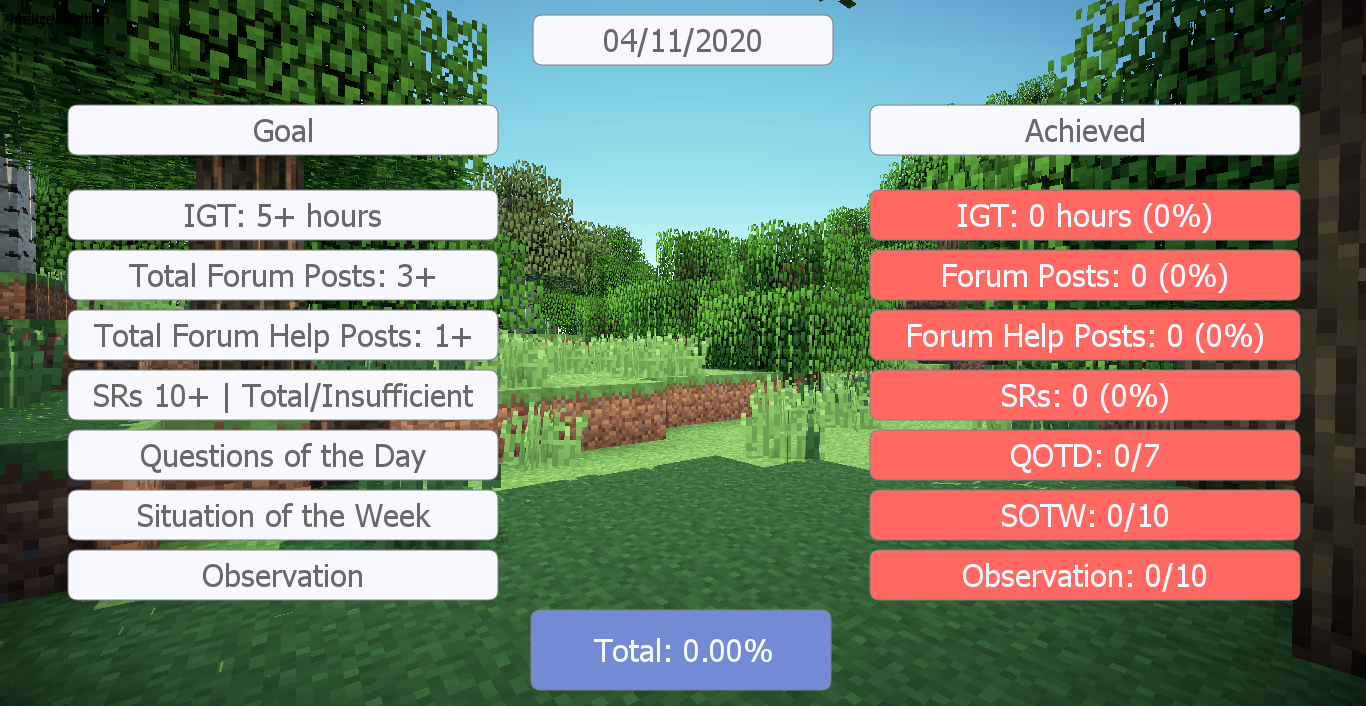 04/11/2020
Goal
Achieved
IGT: 5+ hours
IGT: 0 hours (0%)
Total Forum Posts: 3+
Forum Posts: 0 (0%)
Total Forum Help Posts: 1+
Forum Help Posts: 0 (0%)
SRs 10+ | Total/Insufficient
SRs: 0 (0%)
Questions of the Day
QOTD: 0/7
Situation of the Week
SOTW: 0/10
Observation
Observation: 0/10
Total: 0.00%